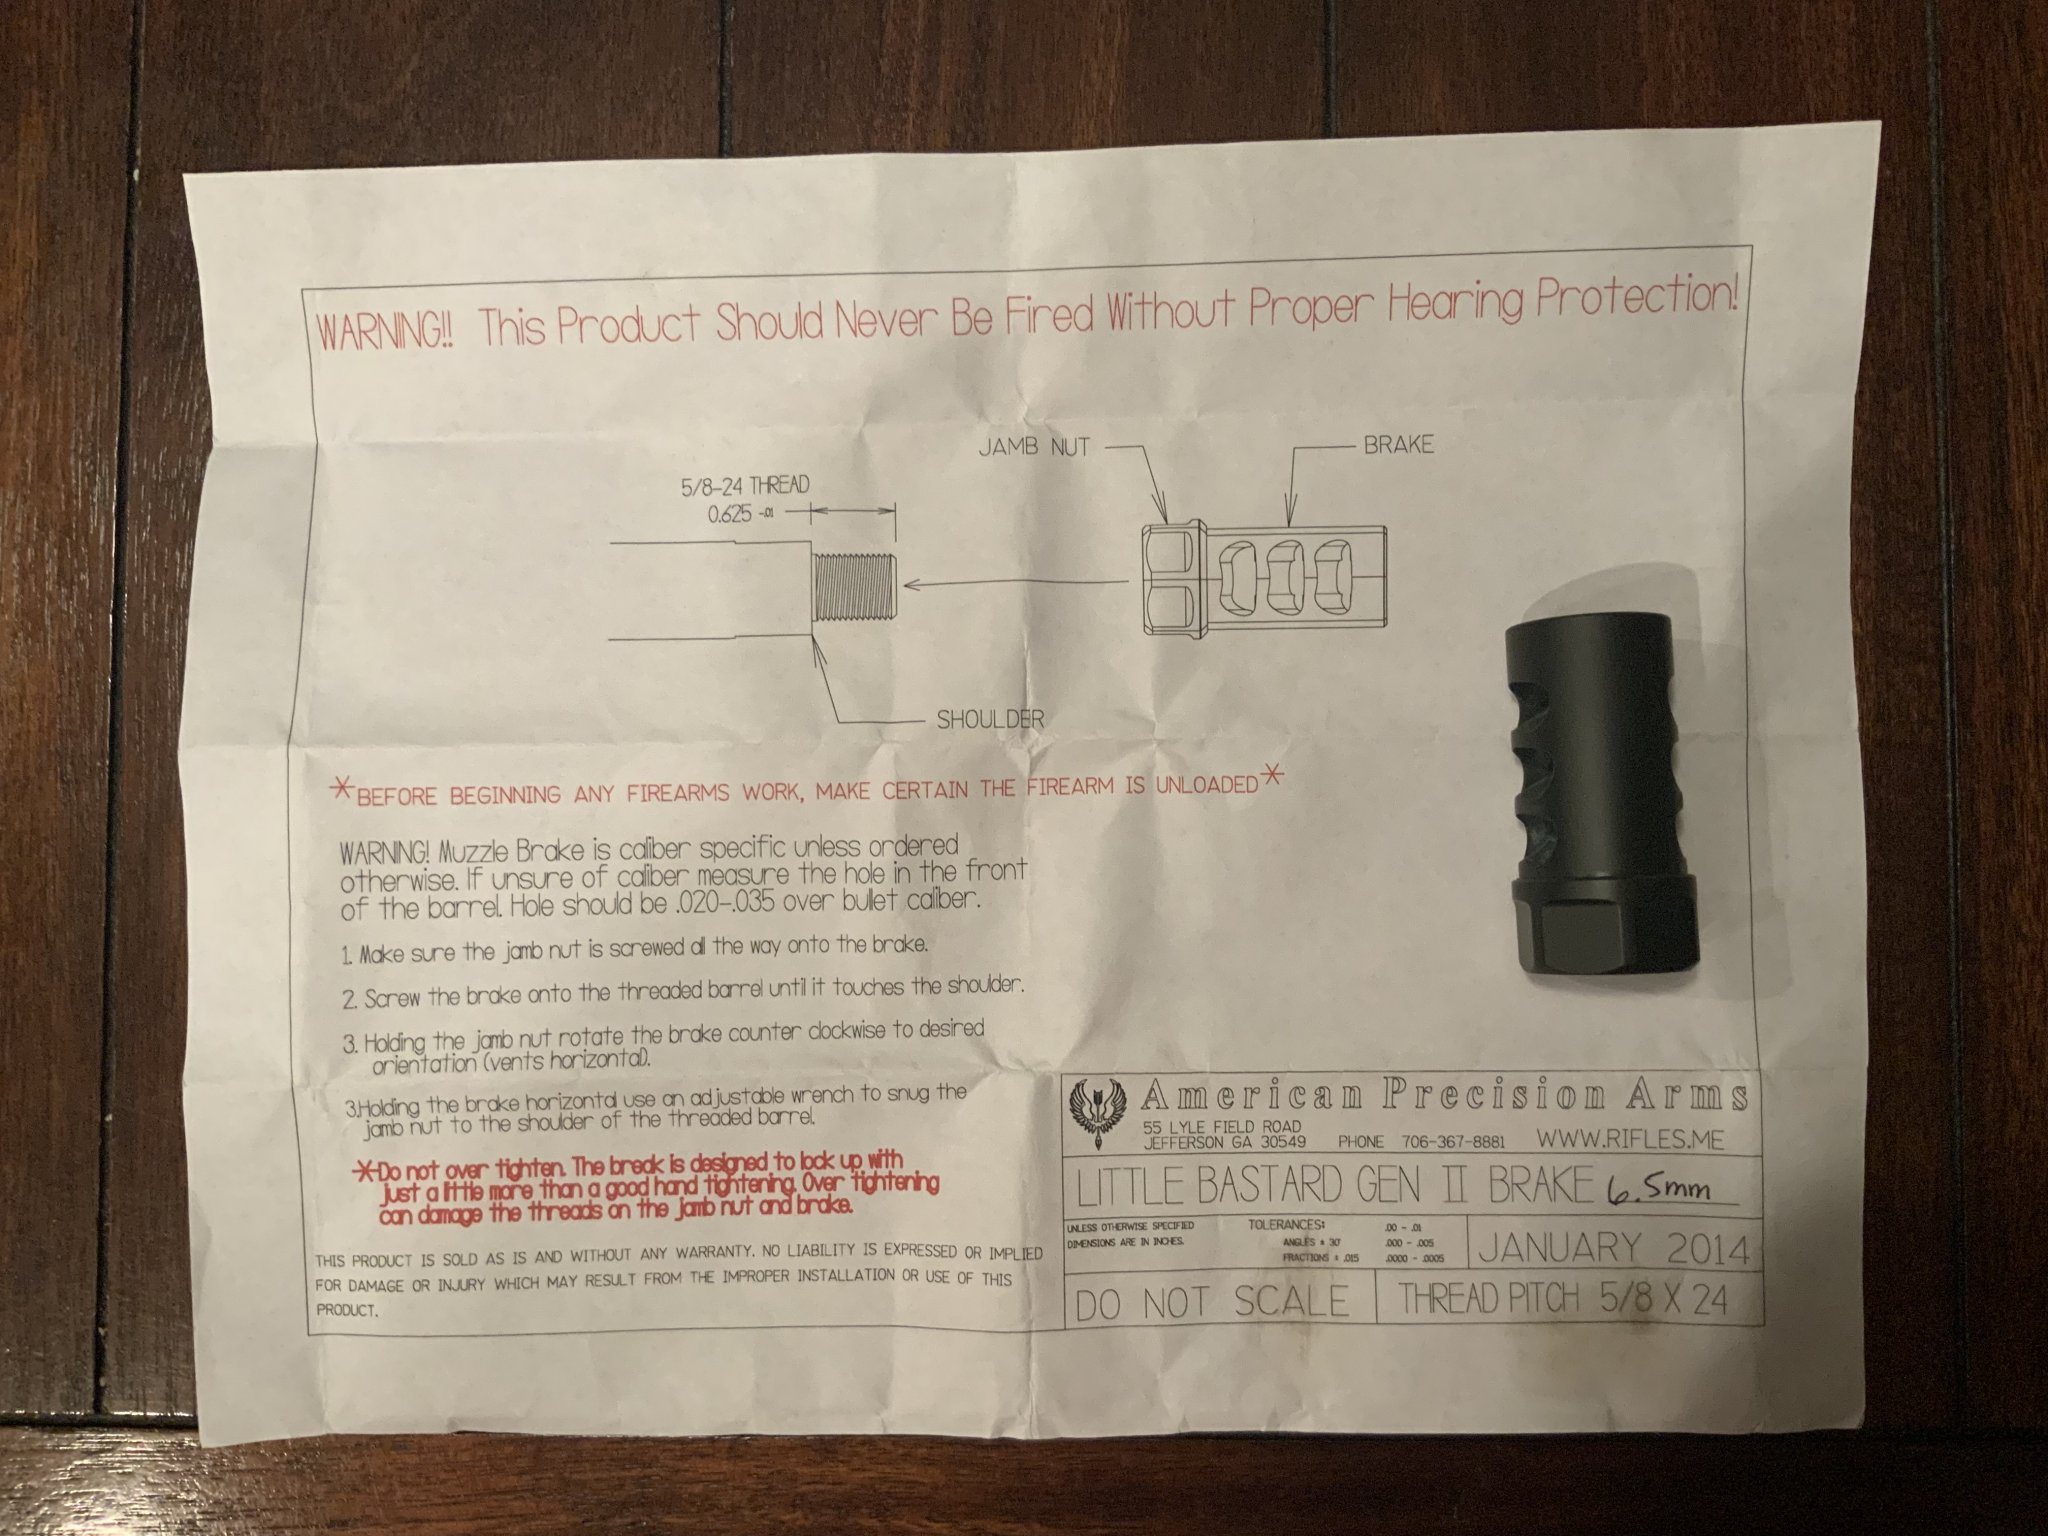 WARNING!! This Product Should Never Be Fired Without Proper Hearing Protection!
JAMB NUT
BRAKE
5/8-24 THREAD
0.625 -.01
SHOULDER
*BEFORE BEGINNING ANY FIREARMS WORK, MAKE CERTAIN THE FIREARM IS UNLOADED*
WARNING! Muzzle Brake is caliber specific unless ordered
otherwise. If unsure of caliber measure the hole in the front
of the barrel. Hole should be .020-.035 over bullet caliber.
1. Make sure the jamb nut is screwed all the way onto the brake.
2. Screw the brake onto the threaded barrel until it touches the shoulder.
3. Holding the jamb nut rotate the brake counter clockwise to desired
orientation (vents horizontal).
3.Holding the brake horizontal use an adjustable wrench to snug the
jamb nut to the shoulder of the threaded barrel.
*Do not over tighten. The break is designed to lock up with
just a little more than a good hand tightening. Over tightening
can damage the threads on the jamb nut and brake.
THIS PRODUCT IS SOLD AS IS AND WITHOUT ANY WARRANTY. NO LIABILITY IS EXPRESSED OR IMPLIED
FOR DAMAGE OR INJURY WHICH MAY RESULT FROM THE IMPROPER INSTALLATION OR USE OF THIS
PRODUCT.
American Precision Arms
55 LYLE FIELD ROAD
JEFFERSON GA 30549 PHONE 706-367-8881 WWW.RIFLES.ME
LITTLE BASTARD GEN II BRAKE 6.5mm
UNLESS OTHERWISE SPECIFIED
DIMENSIONS ARE IN INCHES.
TOLERANCES:
ANGLES ± 30'
FRACTIONS ± .015
.00 - .01
.000 - .005
.0000 - .0005
JANUARY 2014
DO NOT SCALE
THREAD PITCH 5/8 X 24